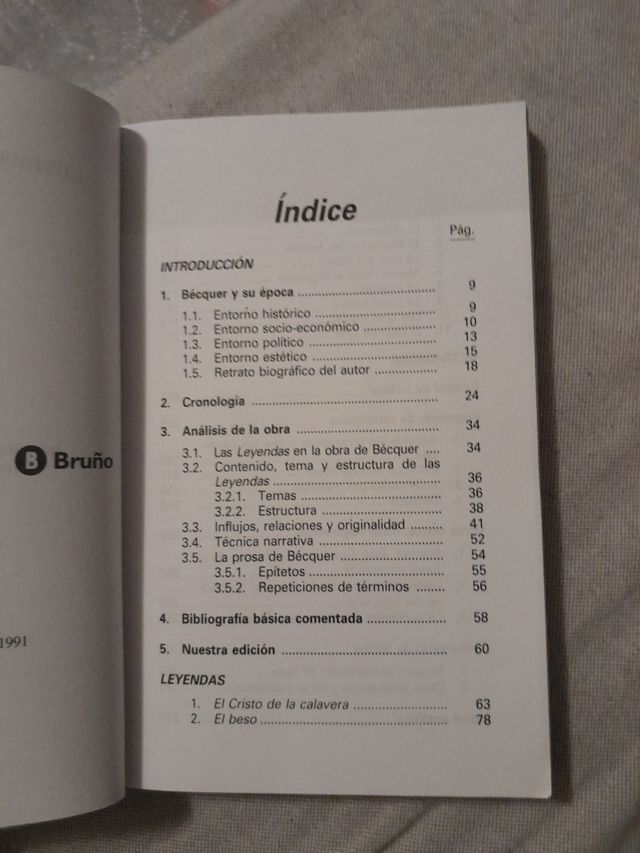 B Bruño
1991
Índice
Pág.
INTRODUCCIÓN
1. Bécquer y su época .................................... 9
1.1. Entorno histórico ................................ 9
1.2. Entorno socio-económico ................... 10
1.3. Entorno político .................................. 13
1.4. Entorno estético ................................. 15
1.5. Retrato biográfico del autor ................. 18
2. Cronología ................................................. 24
3. Análisis de la obra ..................................... 34
3.1. Las Leyendas en la obra de Bécquer .... 34
3.2. Contenido, tema y estructura de las
Leyendas ............................................. 36
3.2.1. Temas ..................................... 36
3.2.2. Estructura ................................ 38
3.3. Influjos, relaciones y originalidad ......... 41
3.4. Técnica narrativa ................................. 52
3.5. La prosa de Bécquer ............................ 54
3.5.1. Epítetos ................................... 55
3.5.2. Repeticiones de términos ........ 56
4. Bibliografía básica comentada ..................... 58
5. Nuestra edición ............................................ 60
LEYENDAS
1. El Cristo de la calavera ......................... 63
2. El beso .................................................. 78